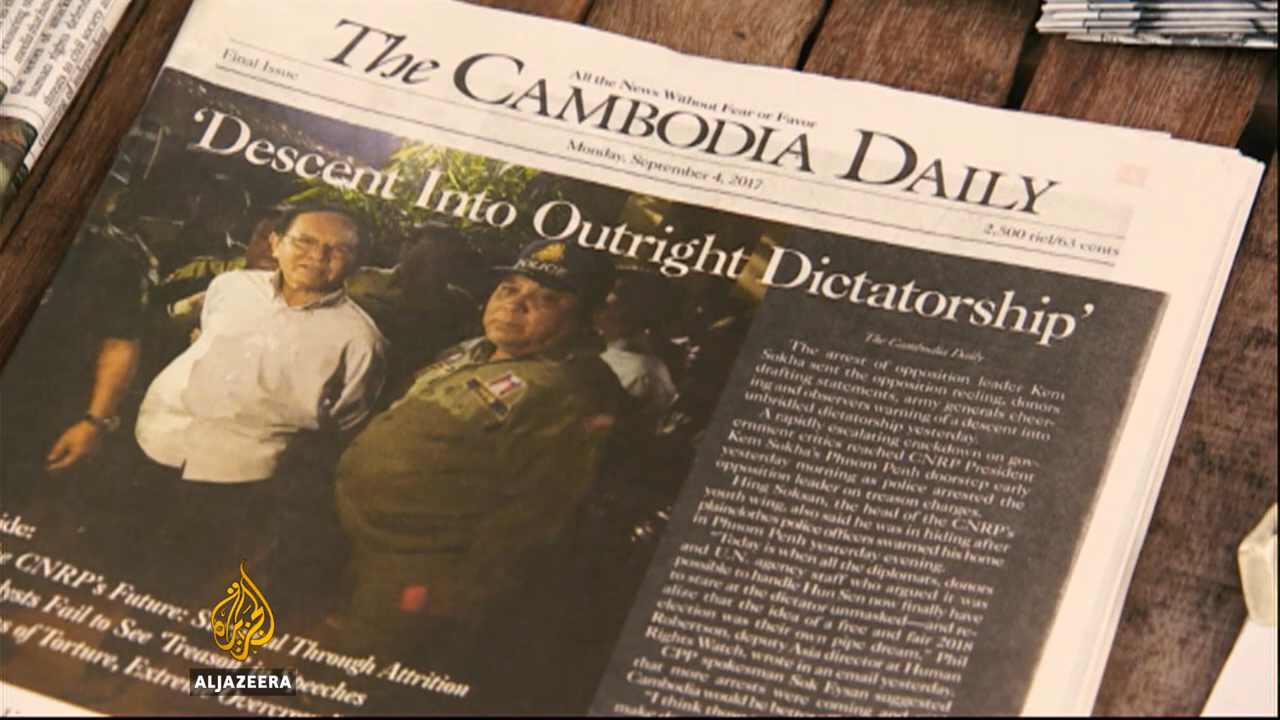 The CAMBODIA DAILY
All the News Without Fear or Favor
Final Issue
Monday, September 4, 2017
2,500 riel/63 cents
'Descent Into Outright Dictatorship'
The Cambodia Daily
The arrest of opposition leader Kem
Sokha sent the opposition reeling, donors
drafting statements, army generals cheer-
ing and observers warning of a descent into
unbridled dictatorship yesterday.
A rapidly escalating crackdown on gov-
ernment critics reached CNRP President
Kem Sokha's Phnom Penh doorstep early
yesterday morning as police arrested the
opposition leader on treason charges.
Hing Soksan, the head of the CNRP's
youth wing, also said he was in hiding after
plainclothes police officers swarmed his home
in Phnom Penh yesterday evening.
"Today is when all the diplomats, donors
and U.N. agency staff who argued it was
possible to handle Hun Sen now finally have
to stare at the dictator unmasked—and re-
alize that the idea of a free and fair 2018
election was their own pipe dream," Phil
Robertson, deputy Asia director at Human
Rights Watch, wrote in an email yesterday.
CPP spokesman Sok Eysan suggested
that more arrests were coming and
Cambodia would be
"I think
POLICE
CNRP's Future: Through Attrition
Fail to See 'Treason' Speeches
of Torture,
الجزيرة
ALJAZEERA